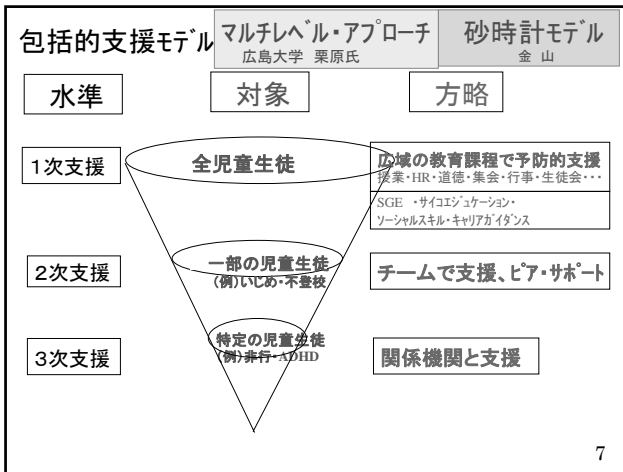 包括的支援モデル
マルチレベル・アプローチ
広島大学 栗原氏
砂時計モデル
金 山
水準
対象
方略
1次支援
全児童生徒
広域の教育課程で予防的支援
授業・HR・道徳・集会・行事・生徒会・・・
SGE ・サイコエジュケーション・
ソーシャルスキル・キャリアガイダンス
2次支援
一部の児童生徒
(例)いじめ・不登校
チームで支援、ピア・サポート
3次支援
特定の児童生徒
(例)非行・ADHD
関係機関と支援
7